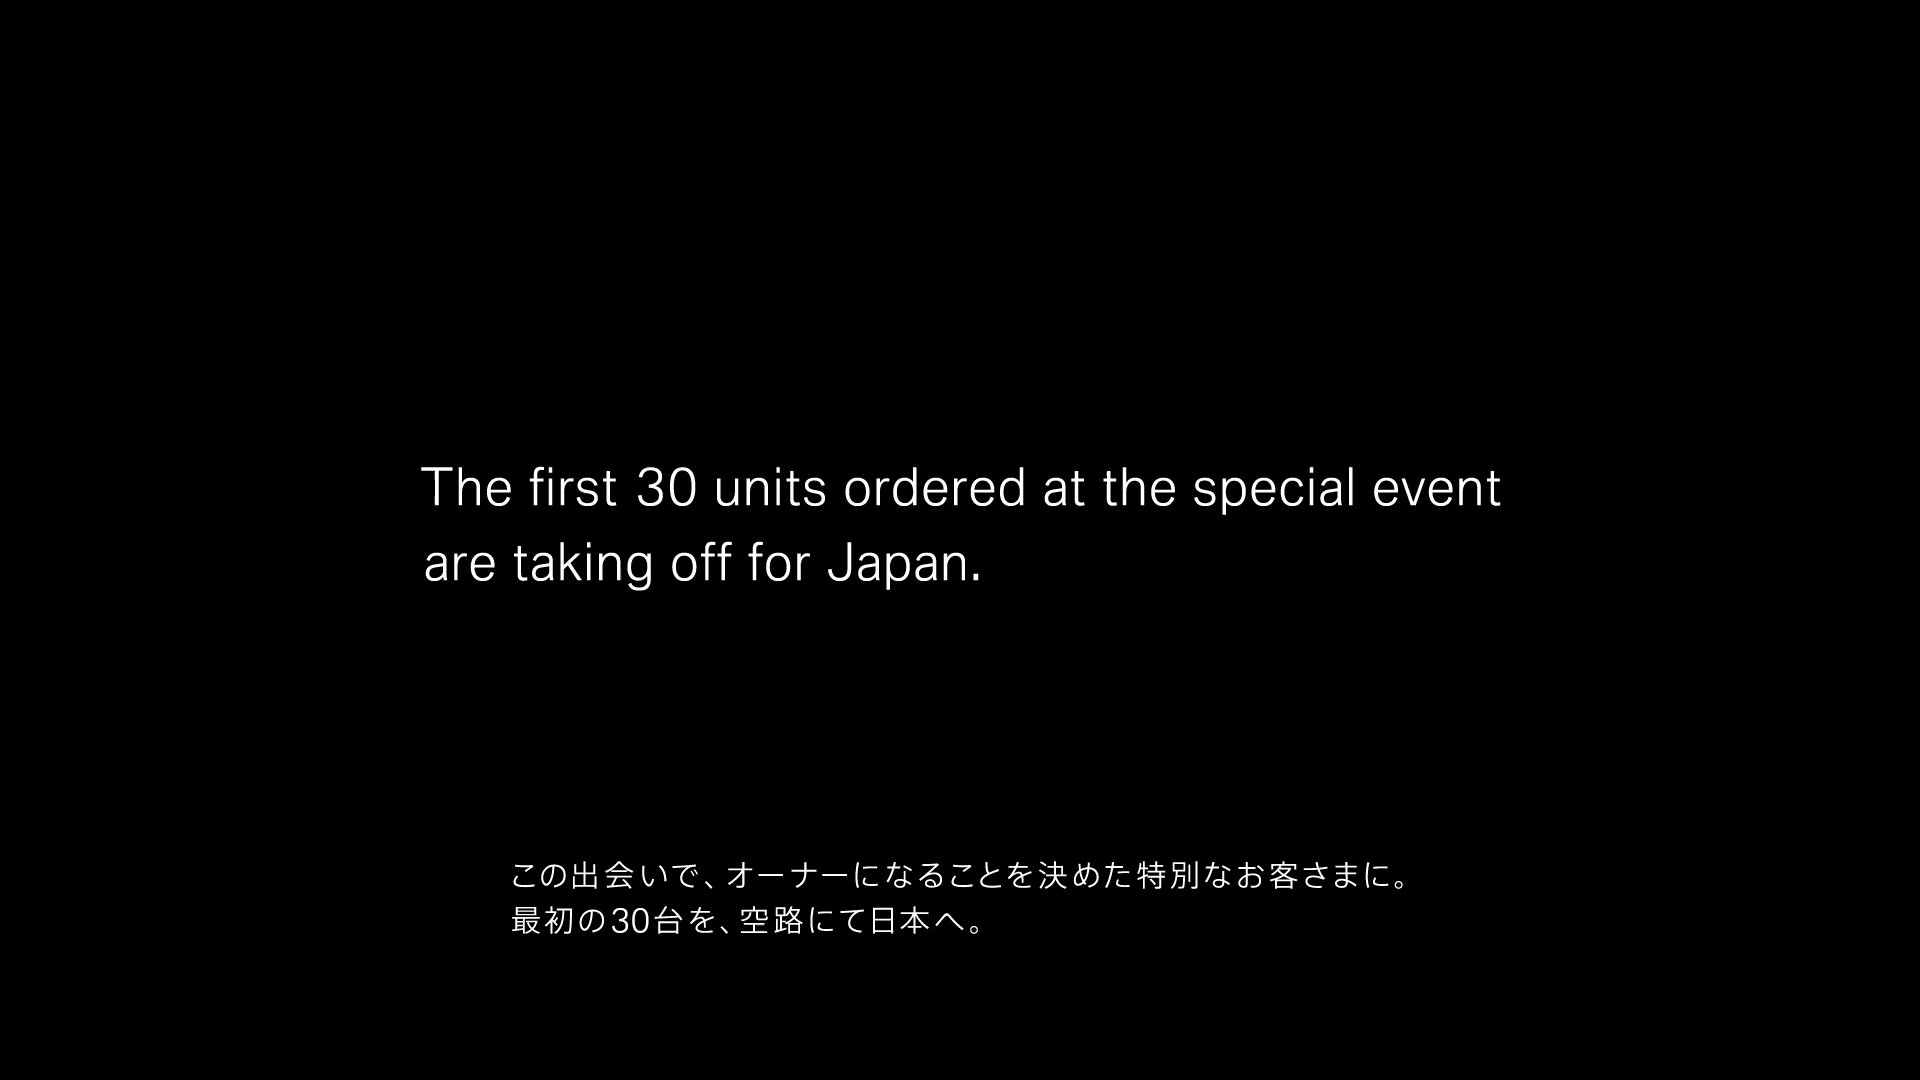 The first 30 units ordered at the special event
are taking off for Japan.
この出会いで、オーナーになることを決めた特別なお客さまに。
最初の30台を、空路にて日本へ。